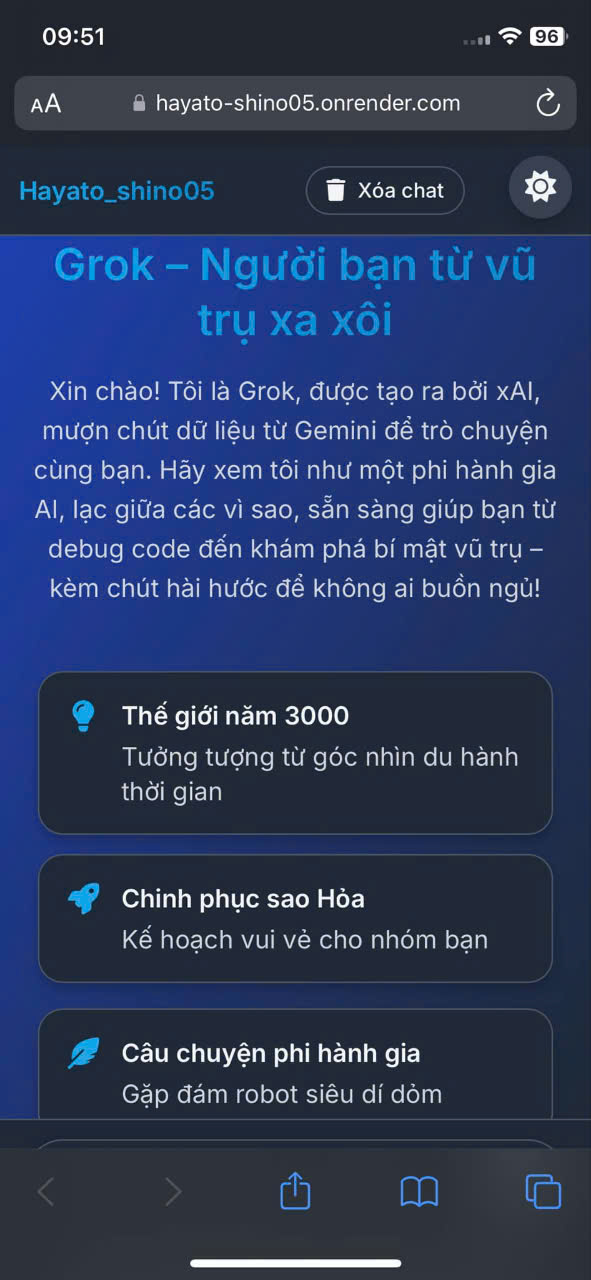 09:51
96
AA
hayato-shino05.onrender.com
Hayato_shino05
Xóa chat
Grok – Người bạn từ vũ
trụ xa xôi
Xin chào! Tôi là Grok, được tạo ra bởi xAI,
mượn chút dữ liệu từ Gemini để trò chuyện
cùng bạn. Hãy xem tôi như một phi hành gia
AI, lạc giữa các vì sao, sẵn sàng giúp bạn từ
debug code đến khám phá bí mật vũ trụ –
kèm chút hài hước để không ai buồn ngủ!
Thế giới năm 3000
Tưởng tượng từ góc nhìn du hành
thời gian
Chinh phục sao Hỏa
Kế hoạch vui vẻ cho nhóm bạn
Câu chuyện phi hành gia
Gặp đám robot siêu dí dỏm